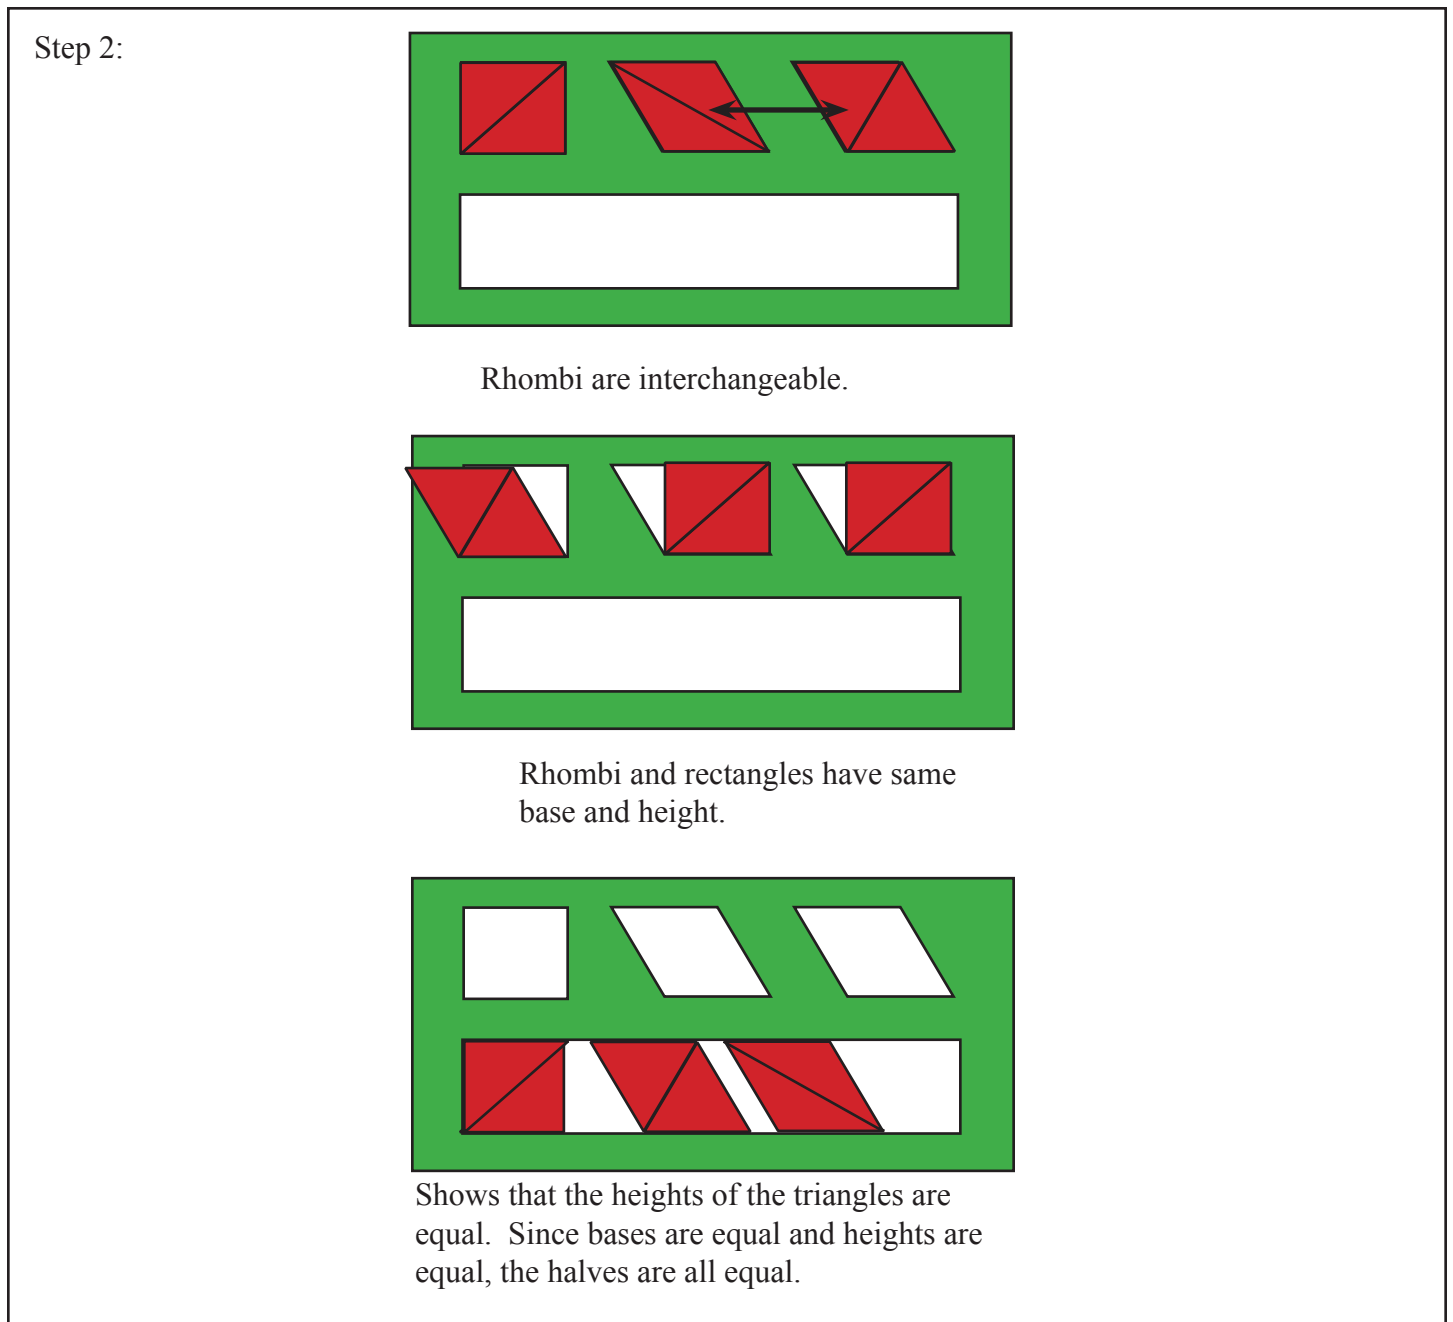 Step 2:
Rhombi are interchangeable.
Rhombi and rectangles have same
base and height.
Shows that the heights of the triangles are
equal.  Since bases are equal and heights are
equal, the halves are all equal.